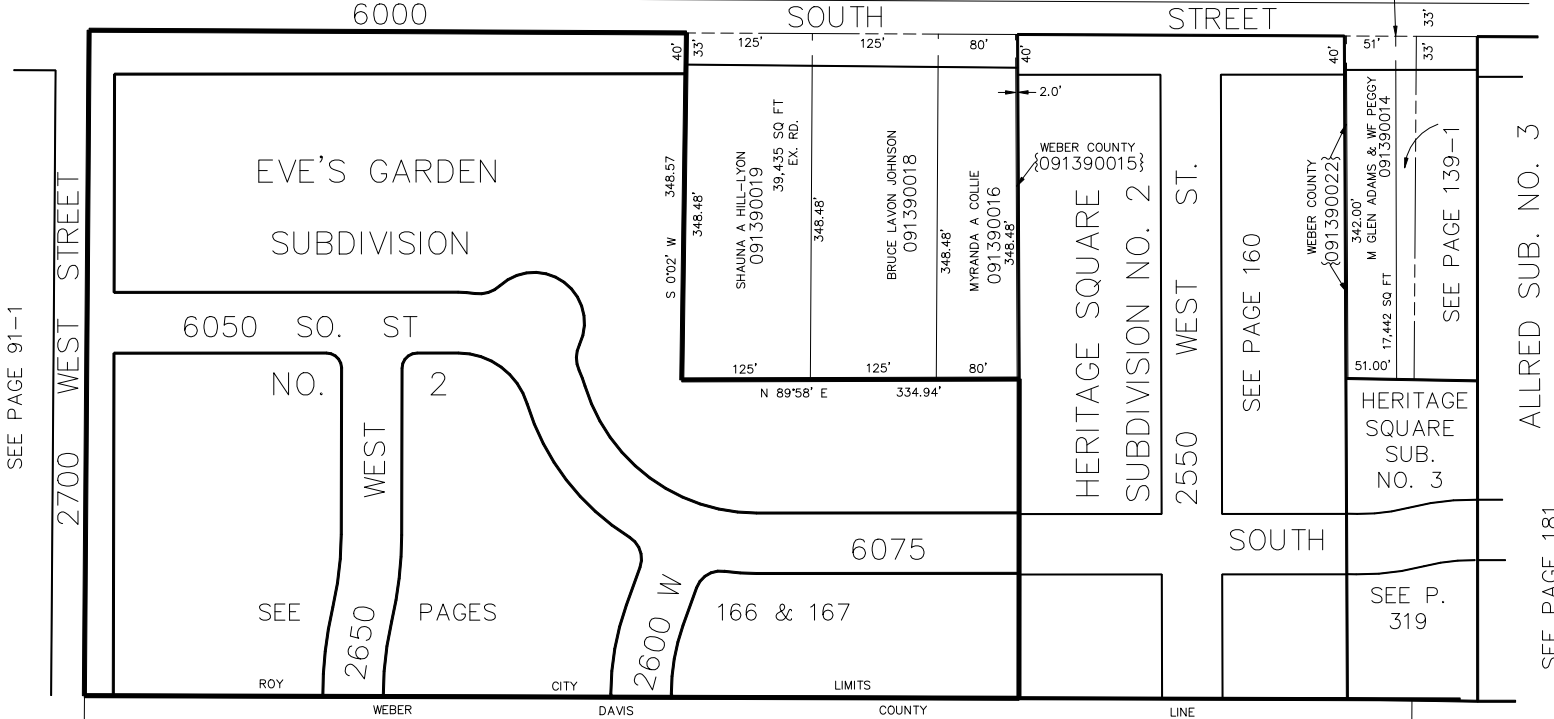 6000 SOUTH STREET
33'
40'
33'
125'
125'
80'
40'
40'
51'
33'
2.0'
SEE PAGE 91-1
2700 WEST STREET
EVE'S GARDEN
SUBDIVISION
NO. 2
6050 SO. ST
S 0°02' W 348.57
348.48'
SHAUNA A HILL-LYON
091390019
39,435 SQ FT
EX. RD.
348.48'
BRUCE LAVON JOHNSON
091390018
348.48'
MYRANDA A COLLIE
091390016
348.48'
125'
125'
80'
N 89°58' E 334.94'
WEBER COUNTY
{091390015}
HERITAGE SQUARE
SUBDIVISION NO. 2
2550 WEST ST.
SEE PAGE 160
WEBER COUNTY
{091390022}
342.00'
M GLEN ADAMS & WF PEGGY
091390014
17,442 SQ FT
51.00'
SEE PAGE 139-1
ALLRED SUB. NO. 3
HERITAGE
SQUARE
SUB.
NO. 3
WEST
2650
2600 W
6075 SOUTH
SEE PAGES 166 & 167
SEE P.
319
SEE PAGE 181
ROY CITY LIMITS
WEBER DAVIS COUNTY LINE